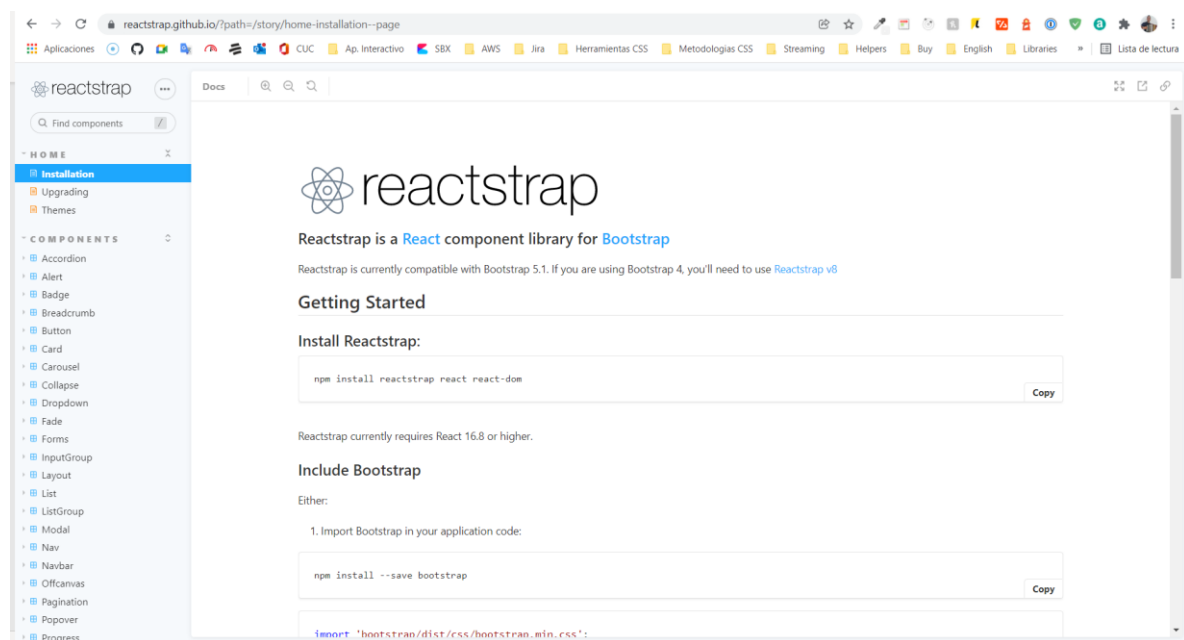 reactstrap.github.io/?path=/story/home-installation--page
Aplicaciones CUC Ap. Interactivo SBX AWS Jira Herramientas CSS Metodologias CSS Streaming Helpers Buy English Libraries » Lista de lectura
reactstrap
Docs
Find components /
HOME
Installation
Upgrading
Themes
COMPONENTS
Accordion
Alert
Badge
Breadcrumb
Button
Card
Carousel
Collapse
Dropdown
Fade
Forms
InputGroup
Layout
List
ListGroup
Modal
Nav
Navbar
Offcanvas
Pagination
Popover
Progress
reactstrap
Reactstrap is a React component library for Bootstrap
Reactstrap is currently compatible with Bootstrap 5.1. If you are using Bootstrap 4, you'll need to use Reactstrap v8
Getting Started
Install Reactstrap:
npm install reactstrap react react-dom
Copy
Reactstrap currently requires React 16.8 or higher.
Include Bootstrap
Either:
1. Import Bootstrap in your application code:
npm install --save bootstrap
Copy
import 'bootstrap/dist/css/bootstrap.min.css';